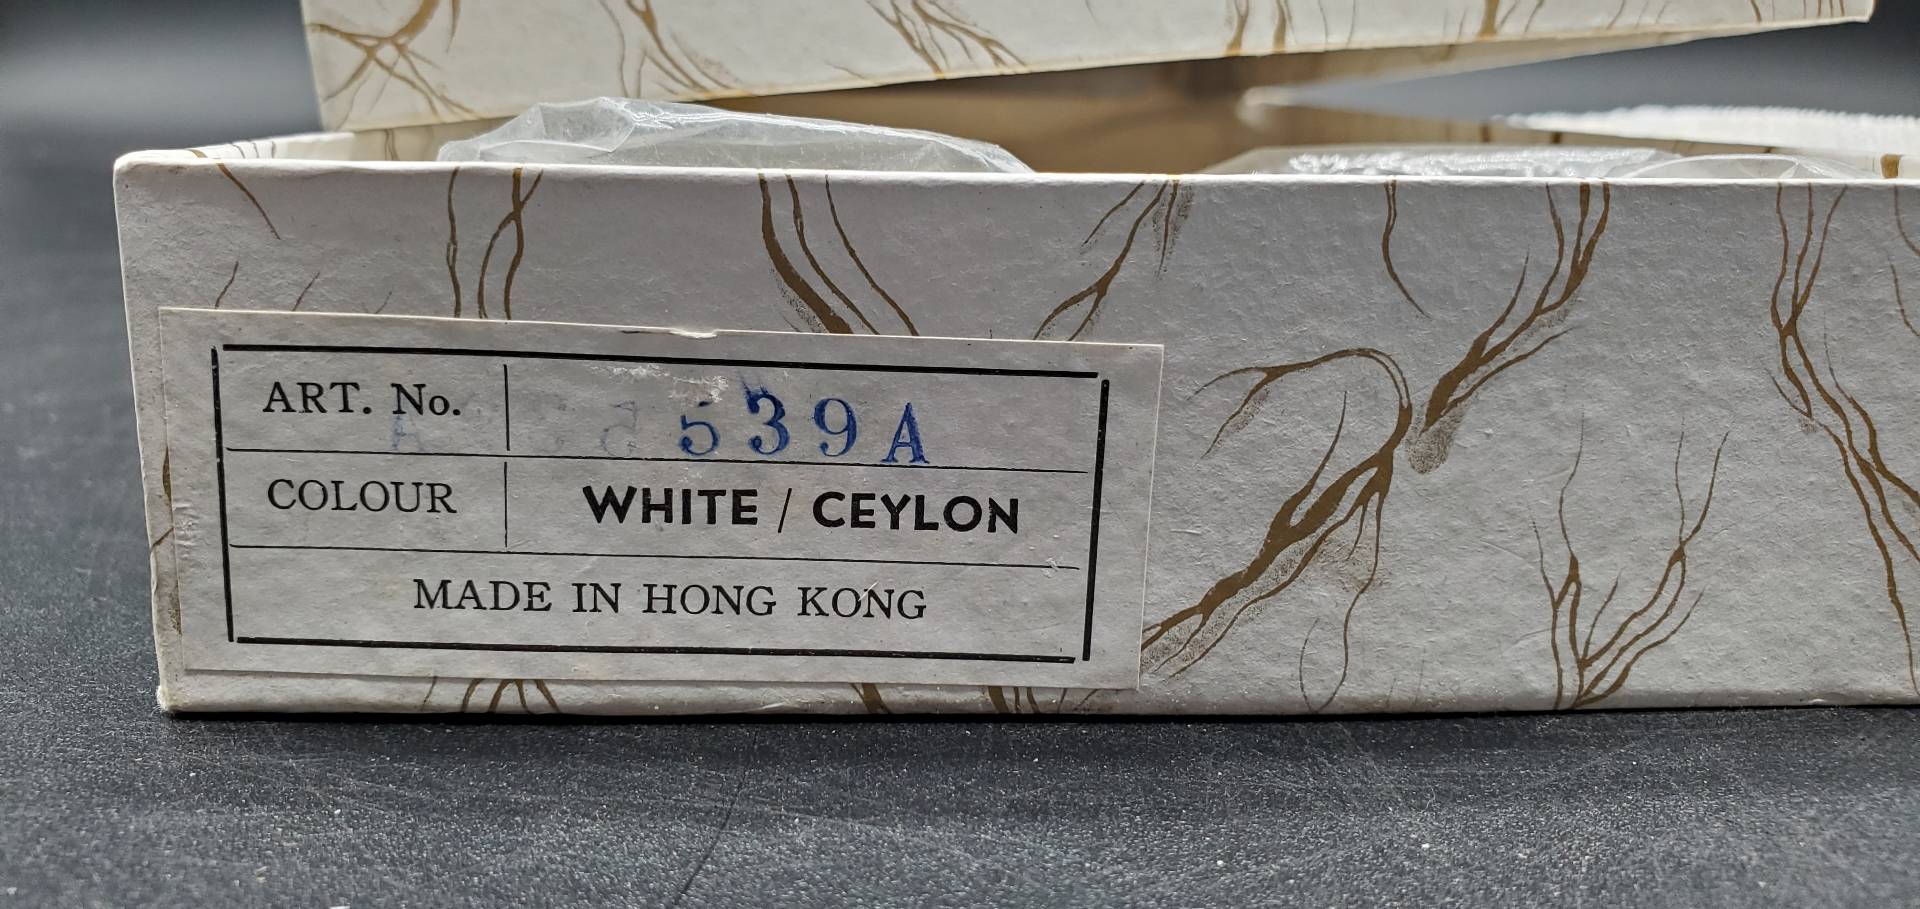 ART. No. 539A
COLOUR WHITE / CEYLON
MADE IN HONG KONG